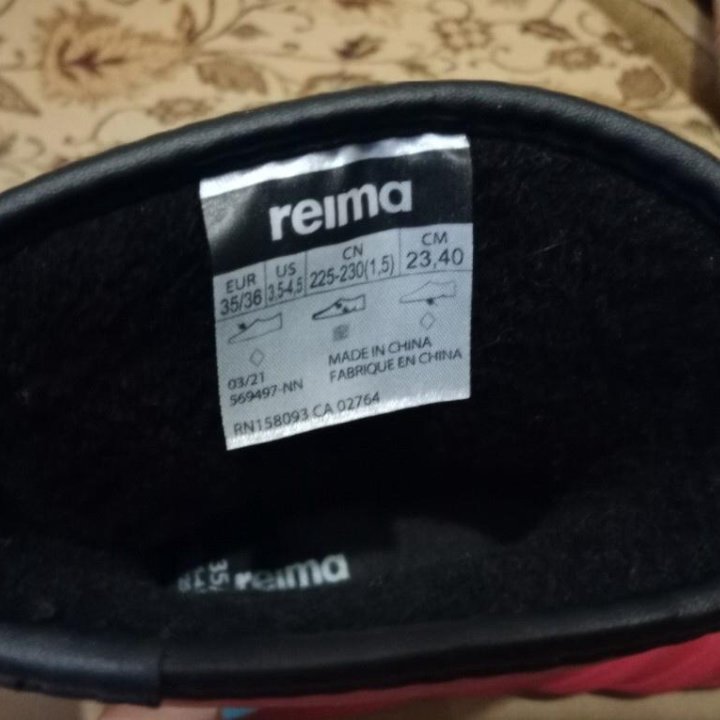 reima
EUR US CN CM
35/36 3.5-4,5 225-230(1,5) 23,40
MADE IN CHINA
FABRIQUE EN CHINA
03/21
569497-NN
RN158093 CA 02764
35/
reima